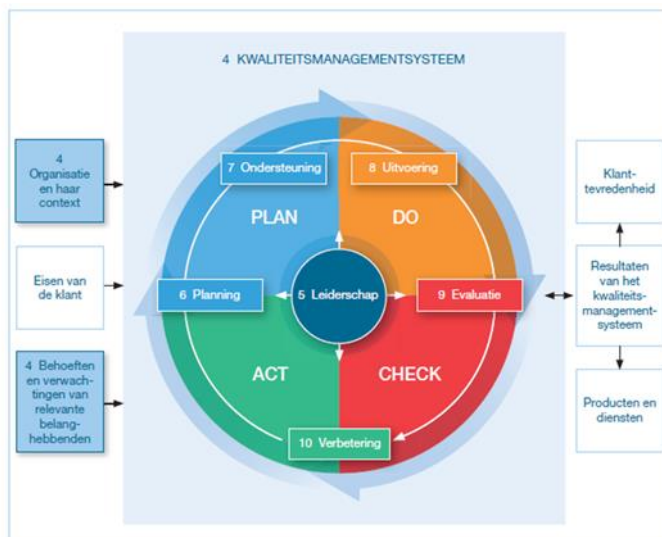 4 KWALITEITSMANAGEMENTSYSTEEM
4
Organisatie
en haar
context
Eisen van
de klant
4 Behoeften
en verwach-
tingen van
relevante
belang-
hebbenden
7 Ondersteuning
8 Uitvoering
PLAN
DO
6 Planning
5 Leiderschap
9 Evaluatie
ACT
CHECK
10 Verbetering
Klant-
tevredenheid
Resultaten
van het
kwaliteits-
management-
systeem
Producten en
diensten